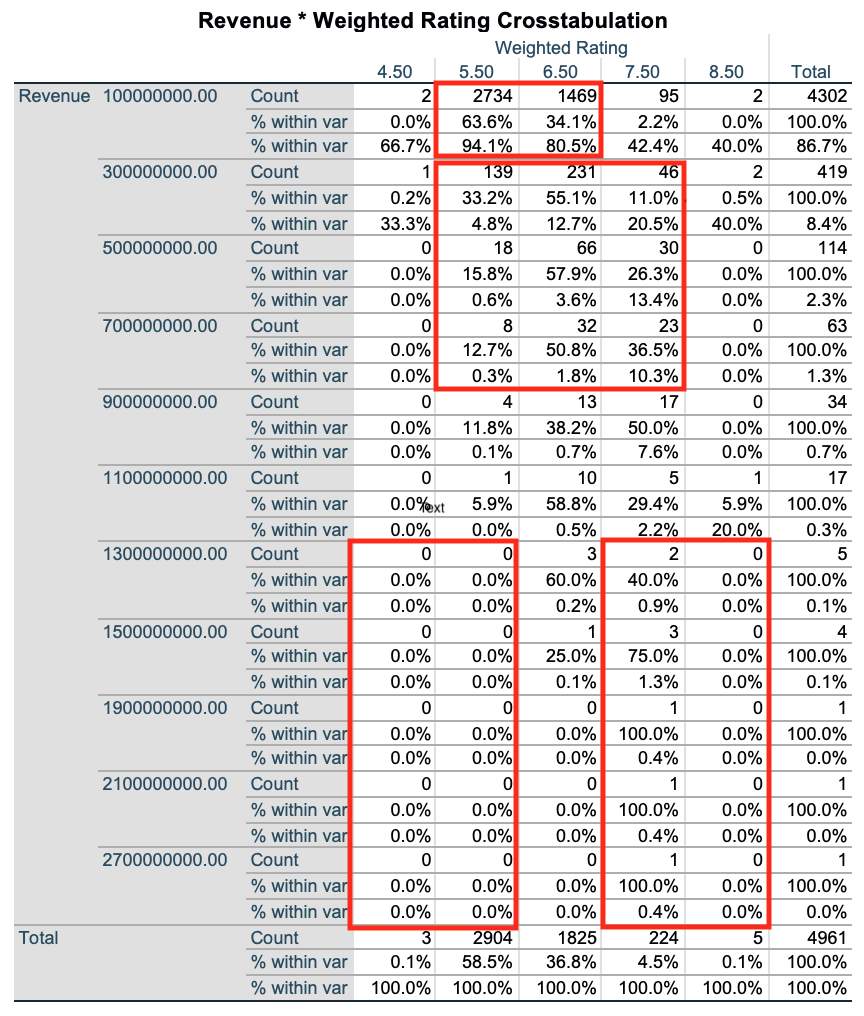 Revenue * Weighted Rating Crosstabulation
Weighted Rating
4.50 5.50 6.50 7.50 8.50 Total
Revenue 100000000.00 Count 2 2734 1469 95 2 4302
% within var 0.0% 63.6% 34.1% 2.2% 0.0% 100.0%
% within var 66.7% 94.1% 80.5% 42.4% 40.0% 86.7%
300000000.00 Count 1 139 231 46 2 419
% within var 0.2% 33.2% 55.1% 11.0% 0.5% 100.0%
% within var 33.3% 4.8% 12.7% 20.5% 40.0% 8.4%
500000000.00 Count 0 18 66 30 0 114
% within var 0.0% 15.8% 57.9% 26.3% 0.0% 100.0%
% within var 0.0% 0.6% 3.6% 13.4% 0.0% 2.3%
700000000.00 Count 0 8 32 23 0 63
% within var 0.0% 12.7% 50.8% 36.5% 0.0% 100.0%
% within var 0.0% 0.3% 1.8% 10.3% 0.0% 1.3%
900000000.00 Count 0 4 13 17 0 34
% within var 0.0% 11.8% 38.2% 50.0% 0.0% 100.0%
% within var 0.0% 0.1% 0.7% 7.6% 0.0% 0.7%
1100000000.00 Count 0 1 10 5 1 17
% within var 0.0% Text 5.9% 58.8% 29.4% 5.9% 100.0%
% within var 0.0% 0.0% 0.5% 2.2% 20.0% 0.3%
1300000000.00 Count 0 0 3 2 0 5
% within var 0.0% 0.0% 60.0% 40.0% 0.0% 100.0%
% within var 0.0% 0.0% 0.2% 0.9% 0.0% 0.1%
1500000000.00 Count 0 0 1 3 0 4
% within var 0.0% 0.0% 25.0% 75.0% 0.0% 100.0%
% within var 0.0% 0.0% 0.1% 1.3% 0.0% 0.1%
1900000000.00 Count 0 0 0 1 0 1
% within var 0.0% 0.0% 0.0% 100.0% 0.0% 100.0%
% within var 0.0% 0.0% 0.0% 0.4% 0.0% 0.0%
2100000000.00 Count 0 0 0 1 0 1
% within var 0.0% 0.0% 0.0% 100.0% 0.0% 100.0%
% within var 0.0% 0.0% 0.0% 0.4% 0.0% 0.0%
2700000000.00 Count 0 0 0 1 0 1
% within var 0.0% 0.0% 0.0% 100.0% 0.0% 100.0%
% within var 0.0% 0.0% 0.0% 0.4% 0.0% 0.0%
Total Count 3 2904 1825 224 5 4961
% within var 0.1% 58.5% 36.8% 4.5% 0.1% 100.0%
% within var 100.0% 100.0% 100.0% 100.0% 100.0% 100.0%